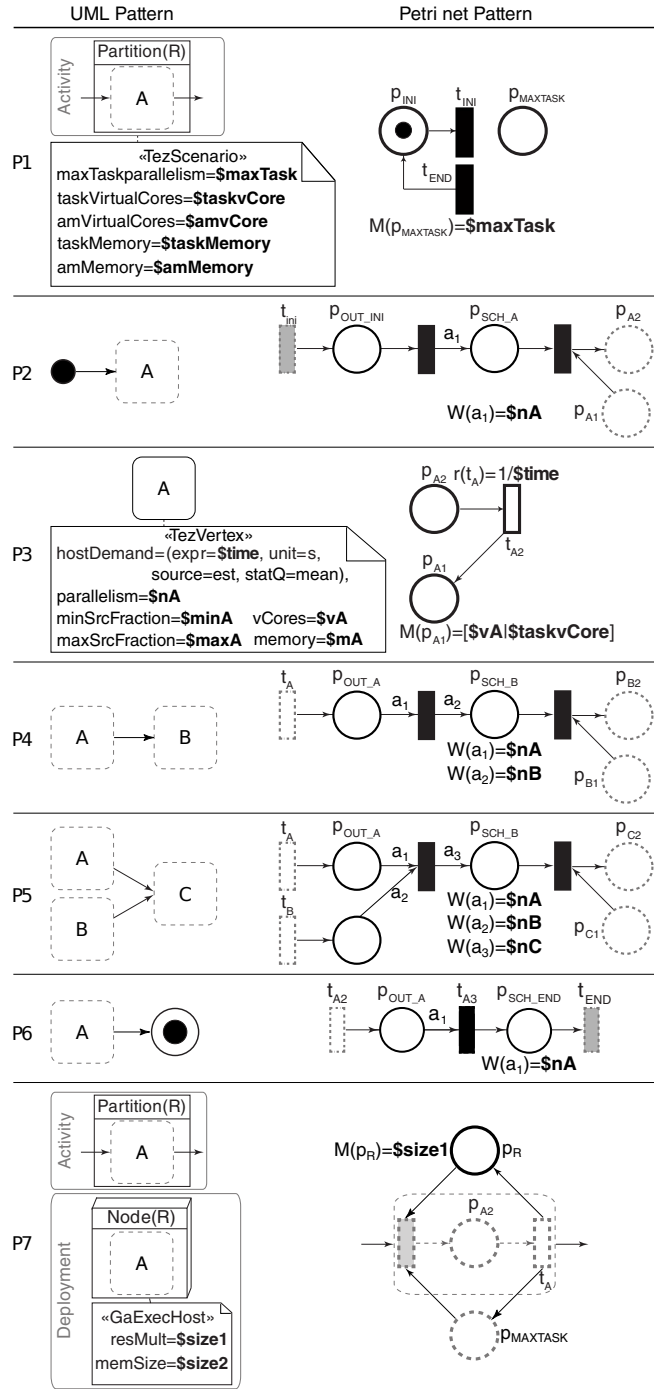 UML Pattern
Petri net Pattern
P1
Activity
Partition(R)
A
«TezScenario»
maxTaskparallelism=$maxTask
taskVirtualCores=$taskvCore
amVirtualCores=$amvCore
taskMemory=$taskMemory
amMemory=$amMemory
pINI
tINI
pMAXTASK
tEND
M(pMAXTASK)=$maxTask
P2
A
tini
pOUT_INI
a1
pSCH_A
pA2
W(a1)=$nA
pA1
P3
A
«TezVertex»
hostDemand=(expr=$time, unit=s,
source=est, statQ=mean),
parallelism=$nA
minSrcFraction=$minA vCores=$vA
maxSrcFraction=$maxA memory=$mA
pA2 r(tA)=1/$time
tA2
pA1
M(pA1)=[$vA|$taskvCore]
P4
A
B
tA
pOUT_A
a1
a2
pSCH_B
pB2
W(a1)=$nA
W(a2)=$nB
pB1
P5
A
B
C
tA
pOUT_A
a1
a3
pSCH_B
pC2
tB
a2
W(a1)=$nA
W(a2)=$nB
W(a3)=$nC
pC1
P6
A
tA2
pOUT_A
a1
tA3
pSCH_END
tEND
W(a1)=$nA
P7
Activity
Partition(R)
A
Deployment
Node(R)
A
«GaExecHost»
resMult=$size1
memSize=$size2
M(pR)=$size1
pR
pA2
tA
pMAXTASK